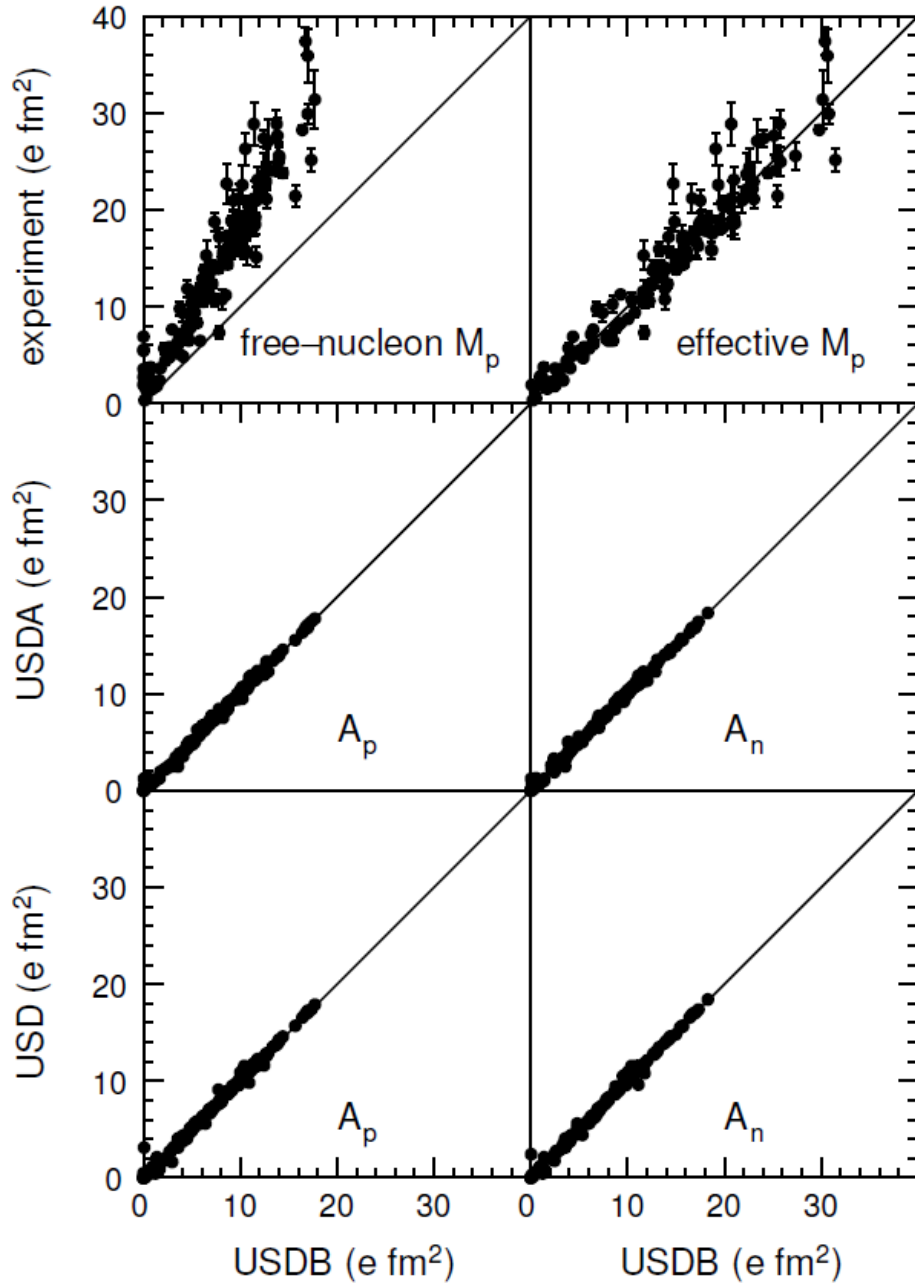 experiment (e fm²)
40
30
20
10
0
free–nucleon Mₚ
effective Mₚ
USDA (e fm²)
30
20
10
0
Aₚ
Aₙ
USD (e fm²)
30
20
10
0
Aₚ
Aₙ
0 10 20 30 0 10 20 30
USDB (e fm²) USDB (e fm²)